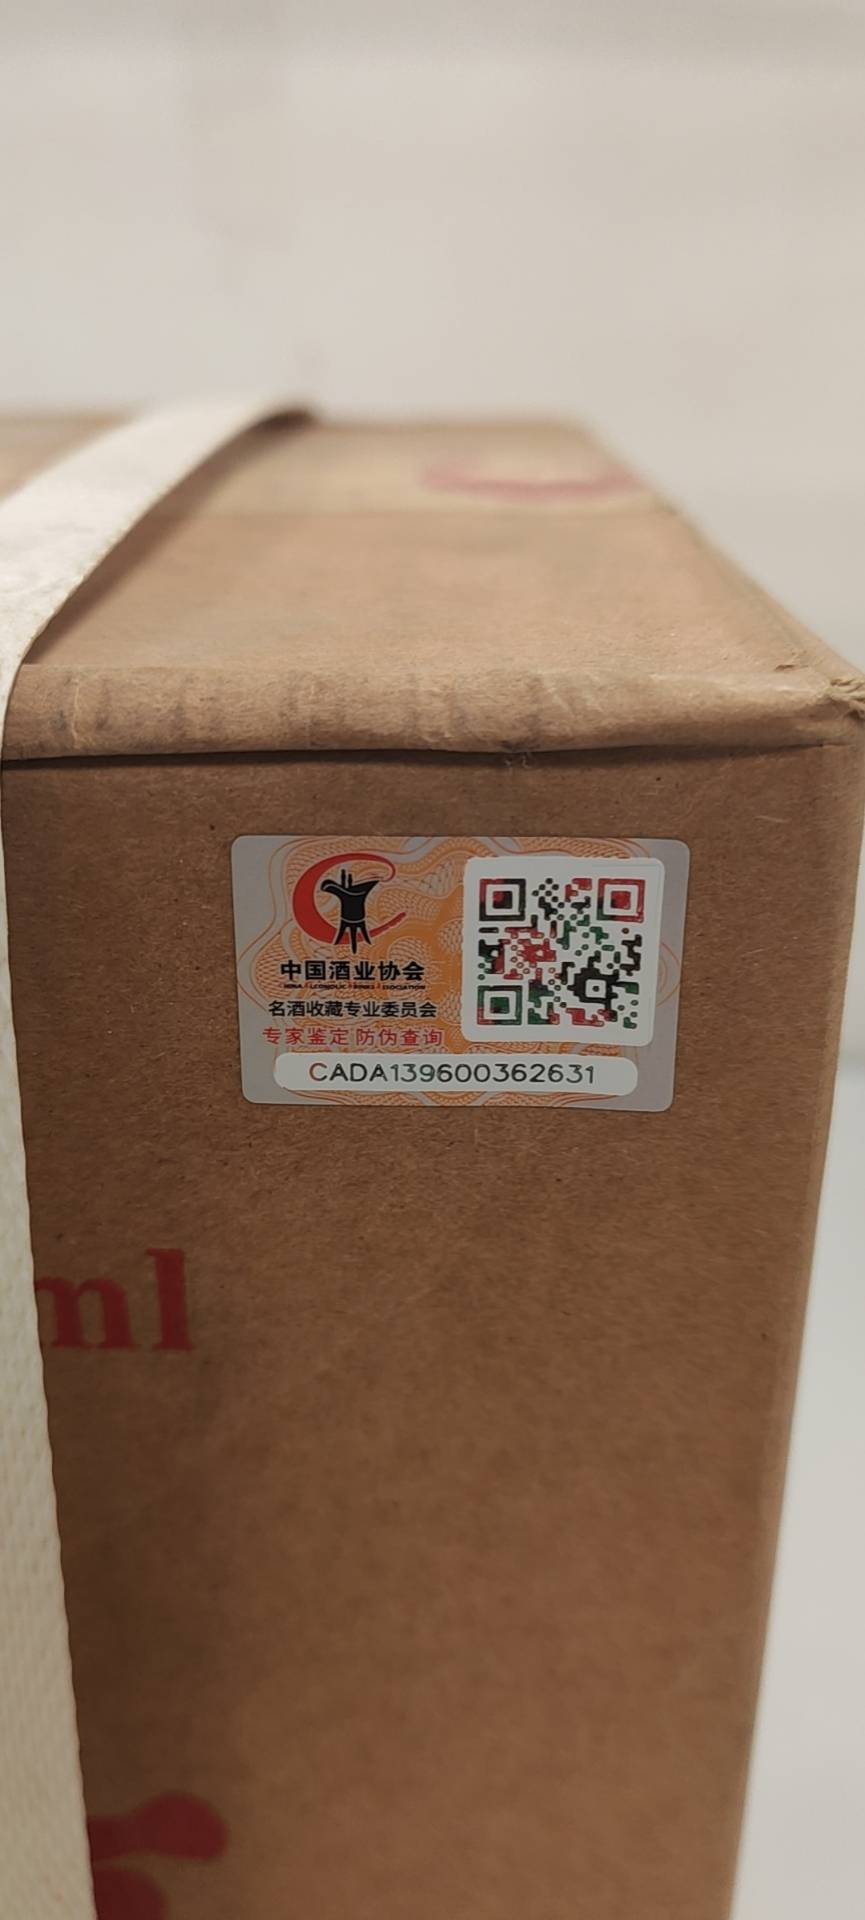 中国酒业协会
名酒收藏专业委员会
专家鉴定 防伪查询
CADA139600362631
ml